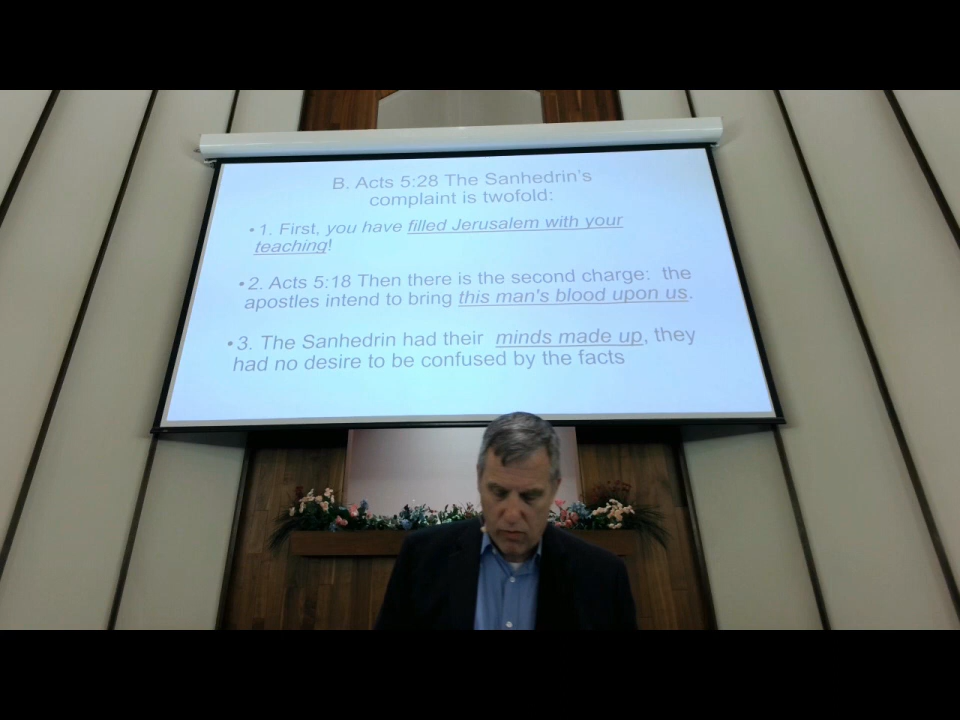 B. Acts 5:28 The Sanhedrin's
complaint is twofold:
•1. First, you have filled Jerusalem with your
teaching!
•2. Acts 5:18 Then there is the second charge: the
apostles intend to bring this man's blood upon us.
•3. The Sanhedrin had their minds made up, they
had no desire to be confused by the facts